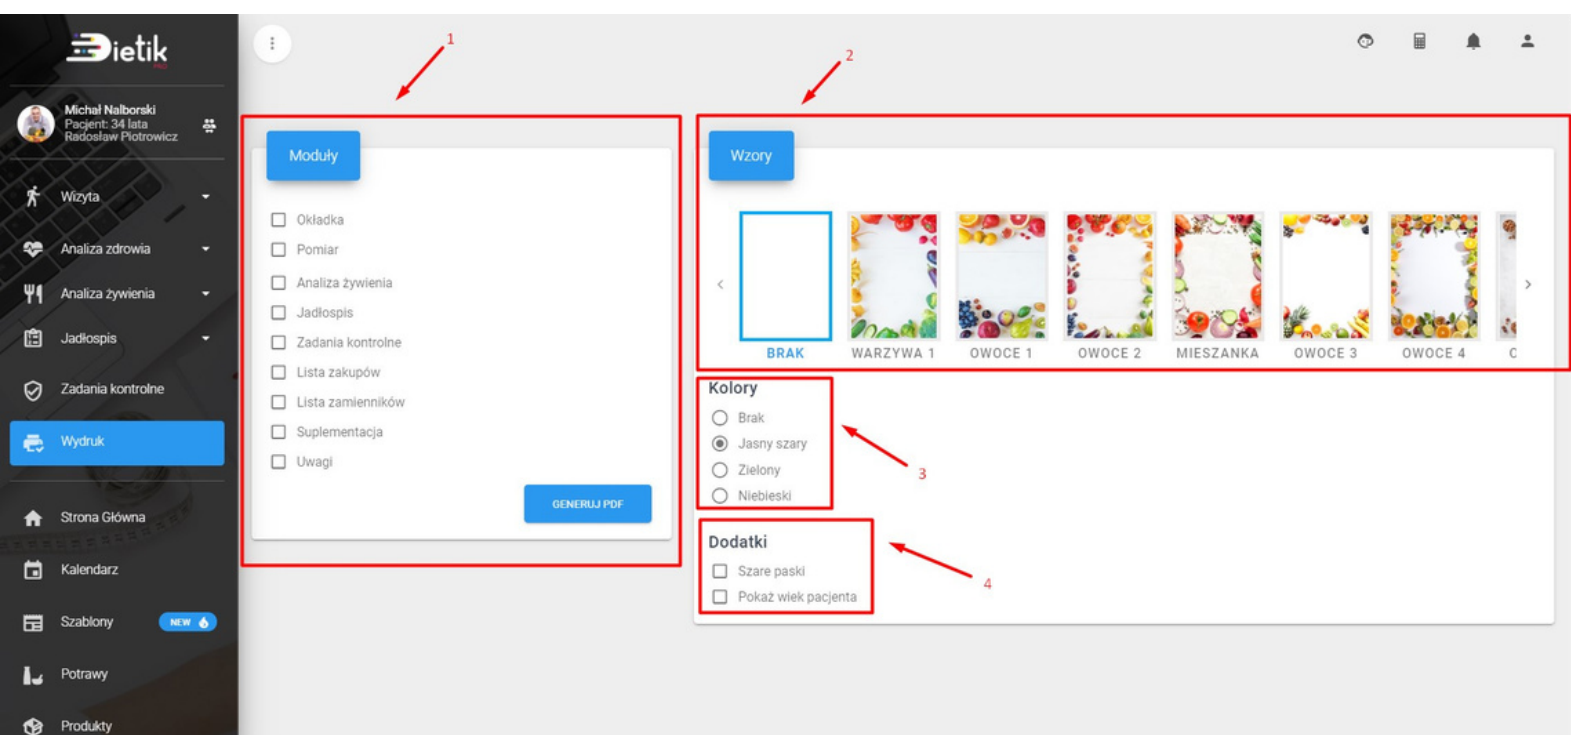 Dietik
PRO
Michał Nalborski
Pacjent: 34 lata
Radosław Piotrowicz
Wizyta
Analiza zdrowia
Analiza żywienia
Jadłospis
Zadania kontrolne
Wydruk
Strona Główna
Kalendarz
Szablony NEW
Potrawy
Produkty
1
Moduły
Okładka
Pomiar
Analiza żywienia
Jadłospis
Zadania kontrolne
Lista zakupów
Lista zamienników
Suplementacja
Uwagi
GENERUJ PDF
2
Wzory
BRAK WARZYWA 1 OWOCE 1 OWOCE 2 MIESZANKA OWOCE 3 OWOCE 4
Kolory
Brak
Jasny szary
Zielony
Niebieski
3
Dodatki
Szare paski
Pokaż wiek pacjenta
4